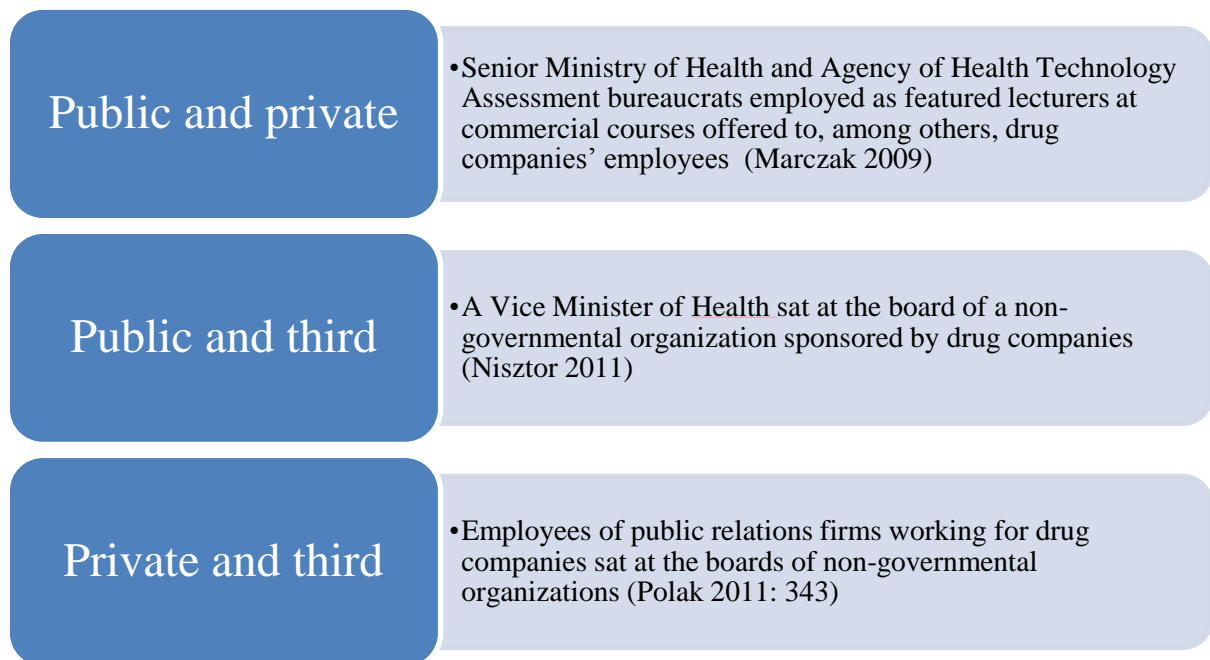 Public and private
•Senior Ministry of Health and Agency of Health Technology
Assessment bureaucrats employed as featured lecturers at
commercial courses offered to, among others, drug
companies’ employees  (Marczak 2009)
Public and third
•A Vice Minister of Health sat at the board of a non-
governmental organization sponsored by drug companies
(Nisztor 2011)
Private and third
•Employees of public relations firms working for drug
companies sat at the boards of non-governmental
organizations (Polak 2011: 343)